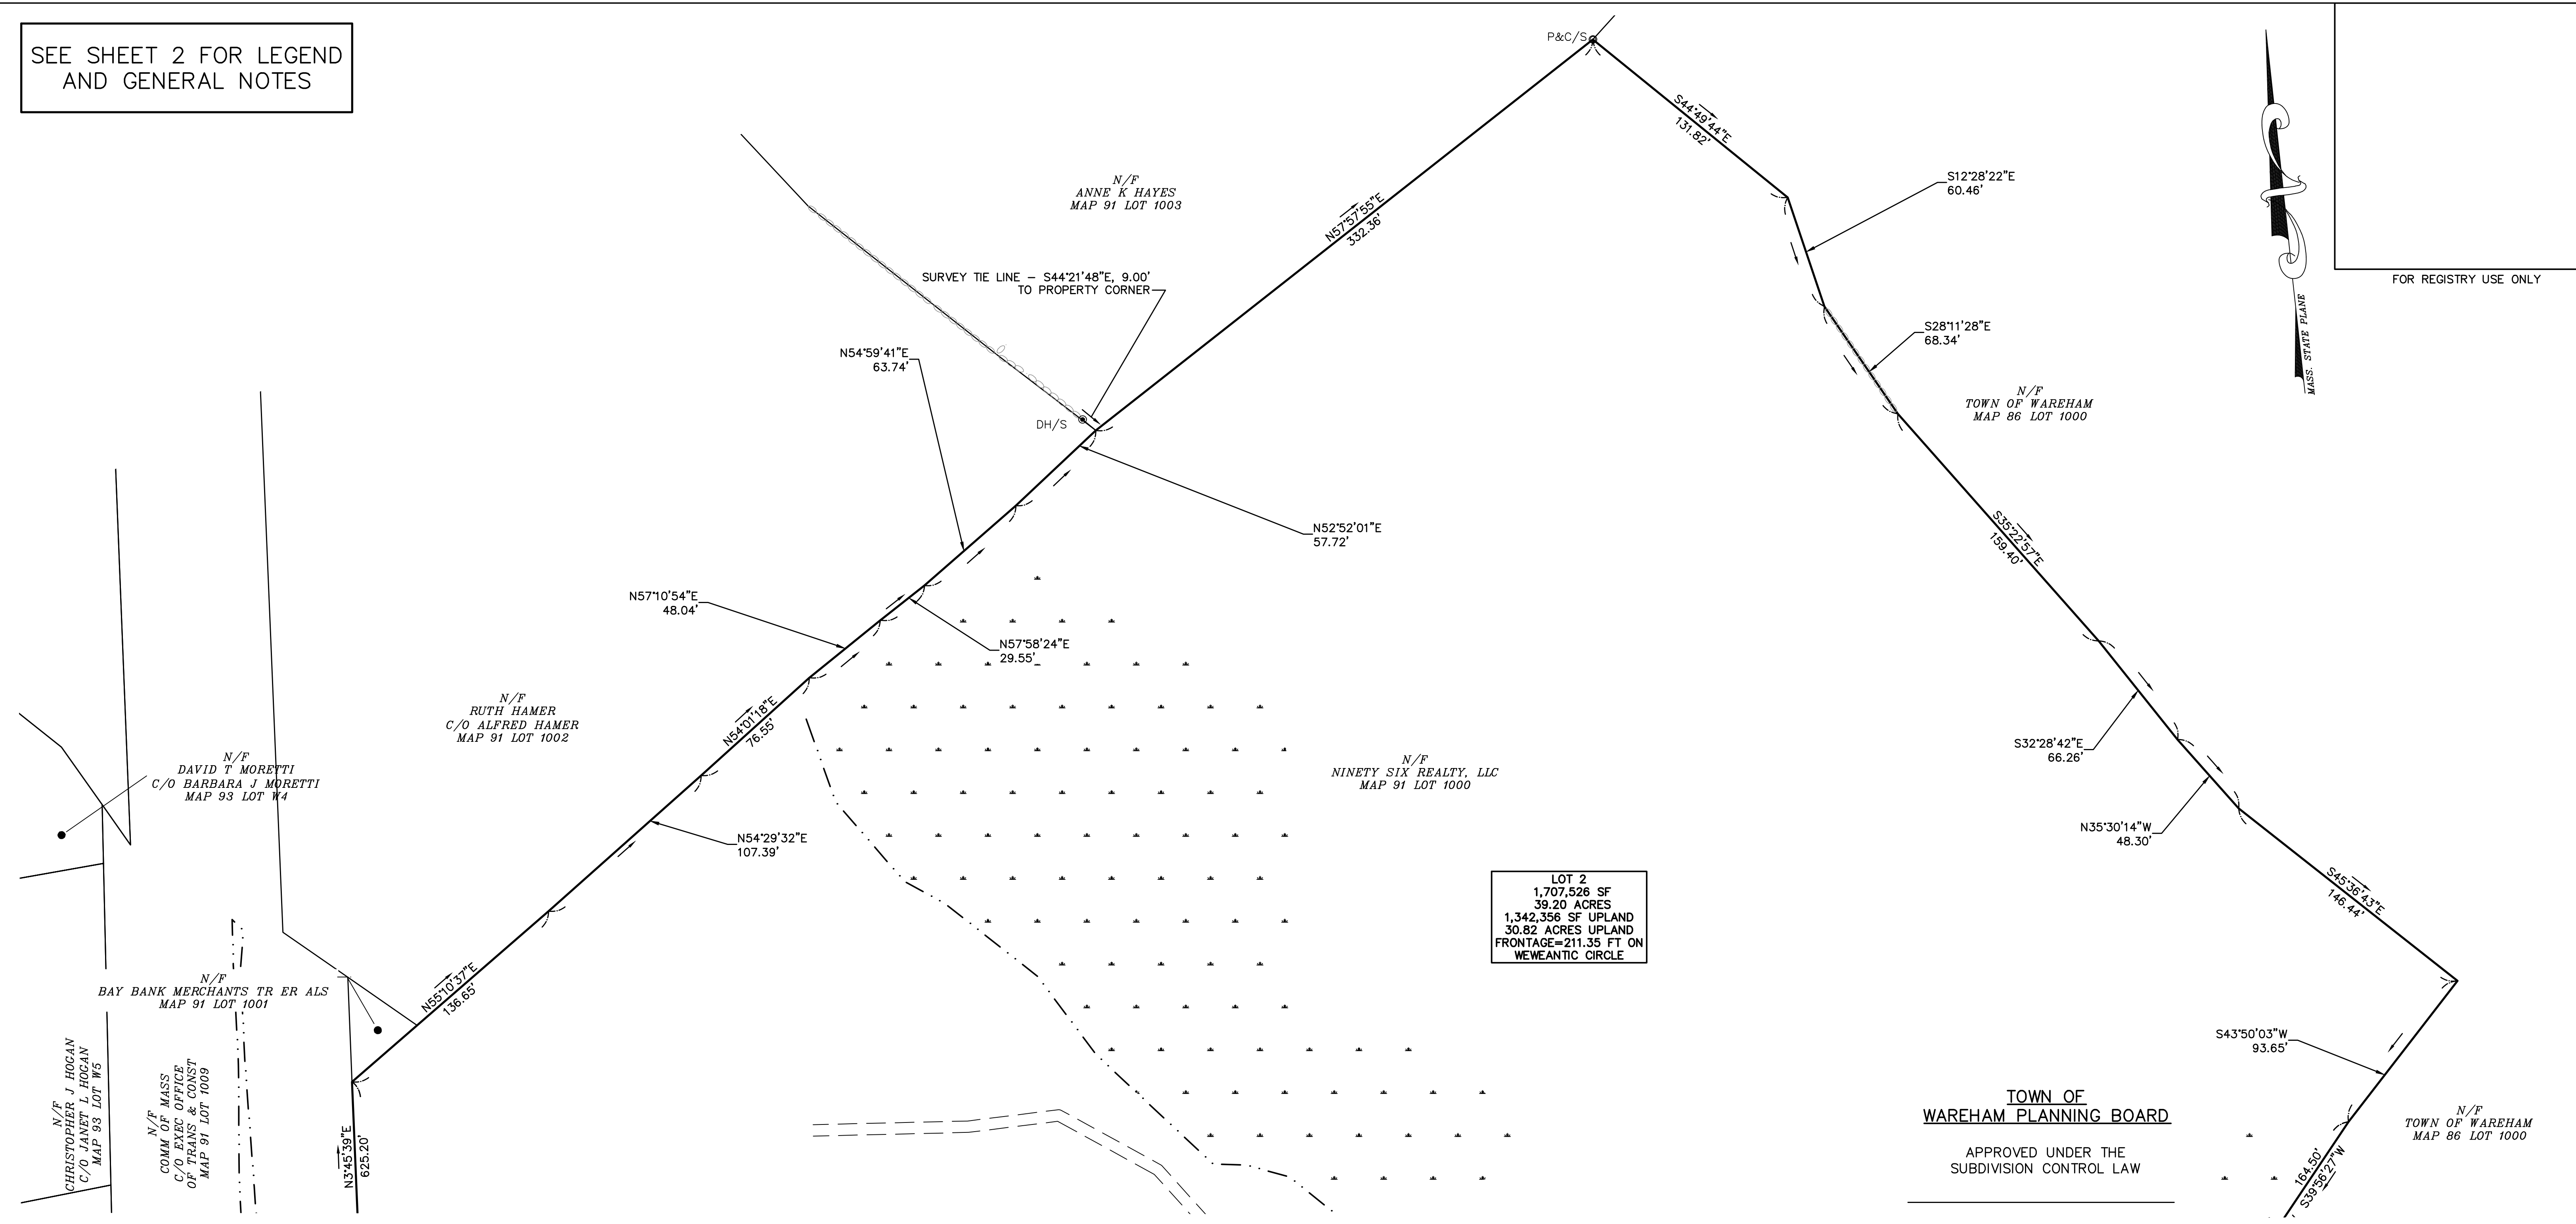 SEE SHEET 2 FOR LEGEND
AND GENERAL NOTES
P&C/S
S44°49'44"E
131.82'
S12°28'22"E
60.46'
MASS. STATE PLANE
FOR REGISTRY USE ONLY
N/F
ANNE K HAYES
MAP 91 LOT 1003
N57°57'55"E
332.36'
SURVEY TIE LINE – S44°21'48"E, 9.00'
TO PROPERTY CORNER
S28°11'28"E
68.34'
N54°59'41"E
63.74'
N/F
TOWN OF WAREHAM
MAP 86 LOT 1000
DH/S
N52°52'01"E
57.72'
S35°22'57"E
159.40'
N57°10'54"E
48.04'
N57°58'24"E
29.55'
N/F
RUTH HAMER
C/O ALFRED HAMER
MAP 91 LOT 1002
N54°01'18"E
76.55'
S32°28'42"E
66.26'
N/F
DAVID T MORETTI
C/O BARBARA J MORETTI
MAP 93 LOT W4
N/F
NINETY SIX REALTY, LLC
MAP 91 LOT 1000
N54°29'32"E
107.39'
N35°30'14"W
48.30'
LOT 2
1,707,526 SF
39.20 ACRES
1,342,356 SF UPLAND
30.82 ACRES UPLAND
FRONTAGE=211.35 FT ON
WEWEANTIC CIRCLE
S45°36'43"E
146.44'
N/F
BAY BANK MERCHANTS TR ER ALS
MAP 91 LOT 1001
N55°10'37"E
136.65'
S43°50'03"W
93.65'
N/F
CHRISTOPHER J HOGAN
C/O JANET L HOGAN
MAP 93 LOT W5
N/F
COMM OF MASS
C/O EXEC OFFICE
OF TRANS & CONST
MAP 91 LOT 1009
N3°45'39"E
625.20'
TOWN OF
WAREHAM PLANNING BOARD
APPROVED UNDER THE
SUBDIVISION CONTROL LAW
N/F
TOWN OF WAREHAM
MAP 86 LOT 1000
164.50'
S39°56'27"W